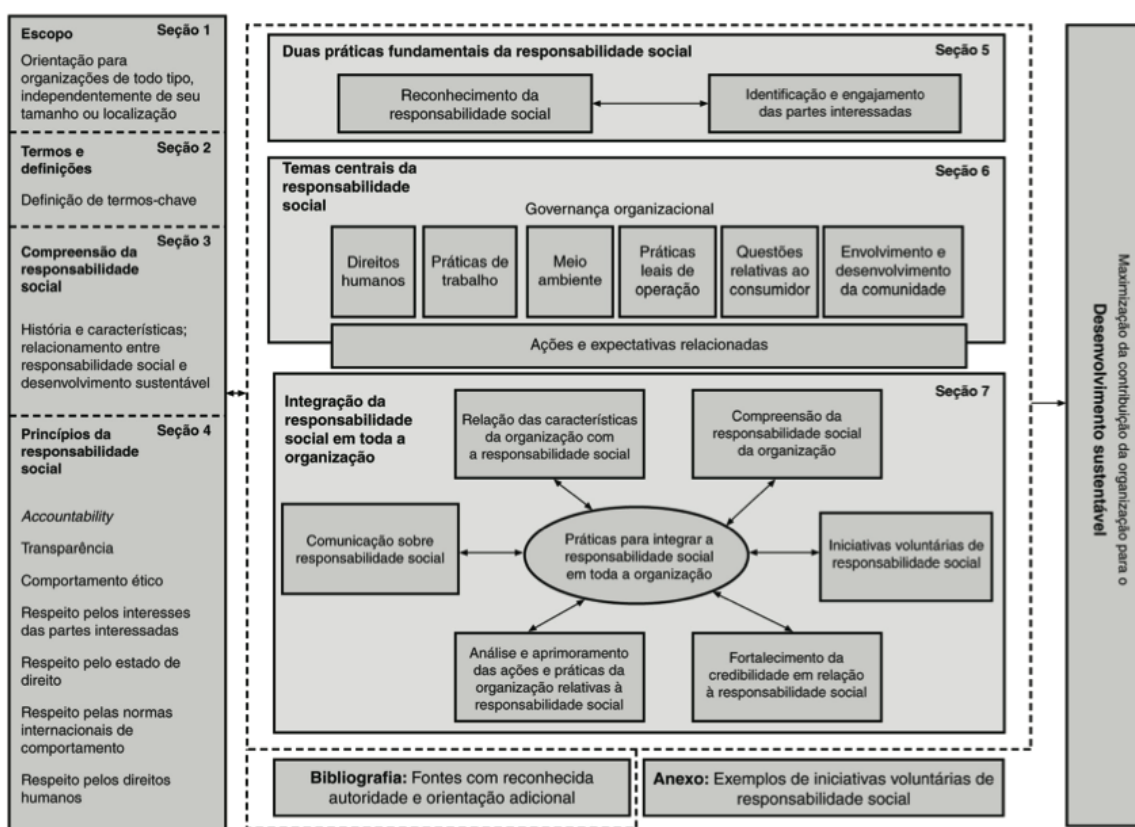 Escopo Seção 1
Orientação para
organizações de todo tipo,
independentemente de seu
tamanho ou localização
Termos e Seção 2
definições
Definição de termos-chave
Seção 3
Compreensão da
responsabilidade
social
História e características;
relacionamento entre
responsabilidade social e
desenvolvimento sustentável
Princípios da Seção 4
responsabilidade
social
Accountability
Transparência
Comportamento ético
Respeito pelos interesses
das partes interessadas
Respeito pelo estado de
direito
Respeito pelas normas
internacionais de
comportamento
Respeito pelos direitos
humanos
Duas práticas fundamentais da responsabilidade social Seção 5
Reconhecimento da
responsabilidade social
Identificação e engajamento
das partes interessadas
Temas centrais da Seção 6
responsabilidade
social
Governança organizacional
Direitos
humanos
Práticas de
trabalho
Meio
ambiente
Práticas
leais de
operação
Questões
relativas ao
consumidor
Envolvimento e
desenvolvimento
da comunidade
Ações e expectativas relacionadas
Integração da Seção 7
responsabilidade
social em toda a
organização
Relação das características
da organização com
a responsabilidade social
Compreensão da
responsabilidade social
da organização
Comunicação sobre
responsabilidade social
Práticas para integrar a
responsabilidade social
em toda a organização
Iniciativas voluntárias de
responsabilidade social
Análise e aprimoramento
das ações e práticas da
organização relativas à
responsabilidade social
Fortalecimento da
credibilidade em relação
à responsabilidade social
Bibliografia: Fontes com reconhecida
autoridade e orientação adicional
Anexo: Exemplos de iniciativas voluntárias de
responsabilidade social
Maximização da contribuição da organização para o
Desenvolvimento sustentável